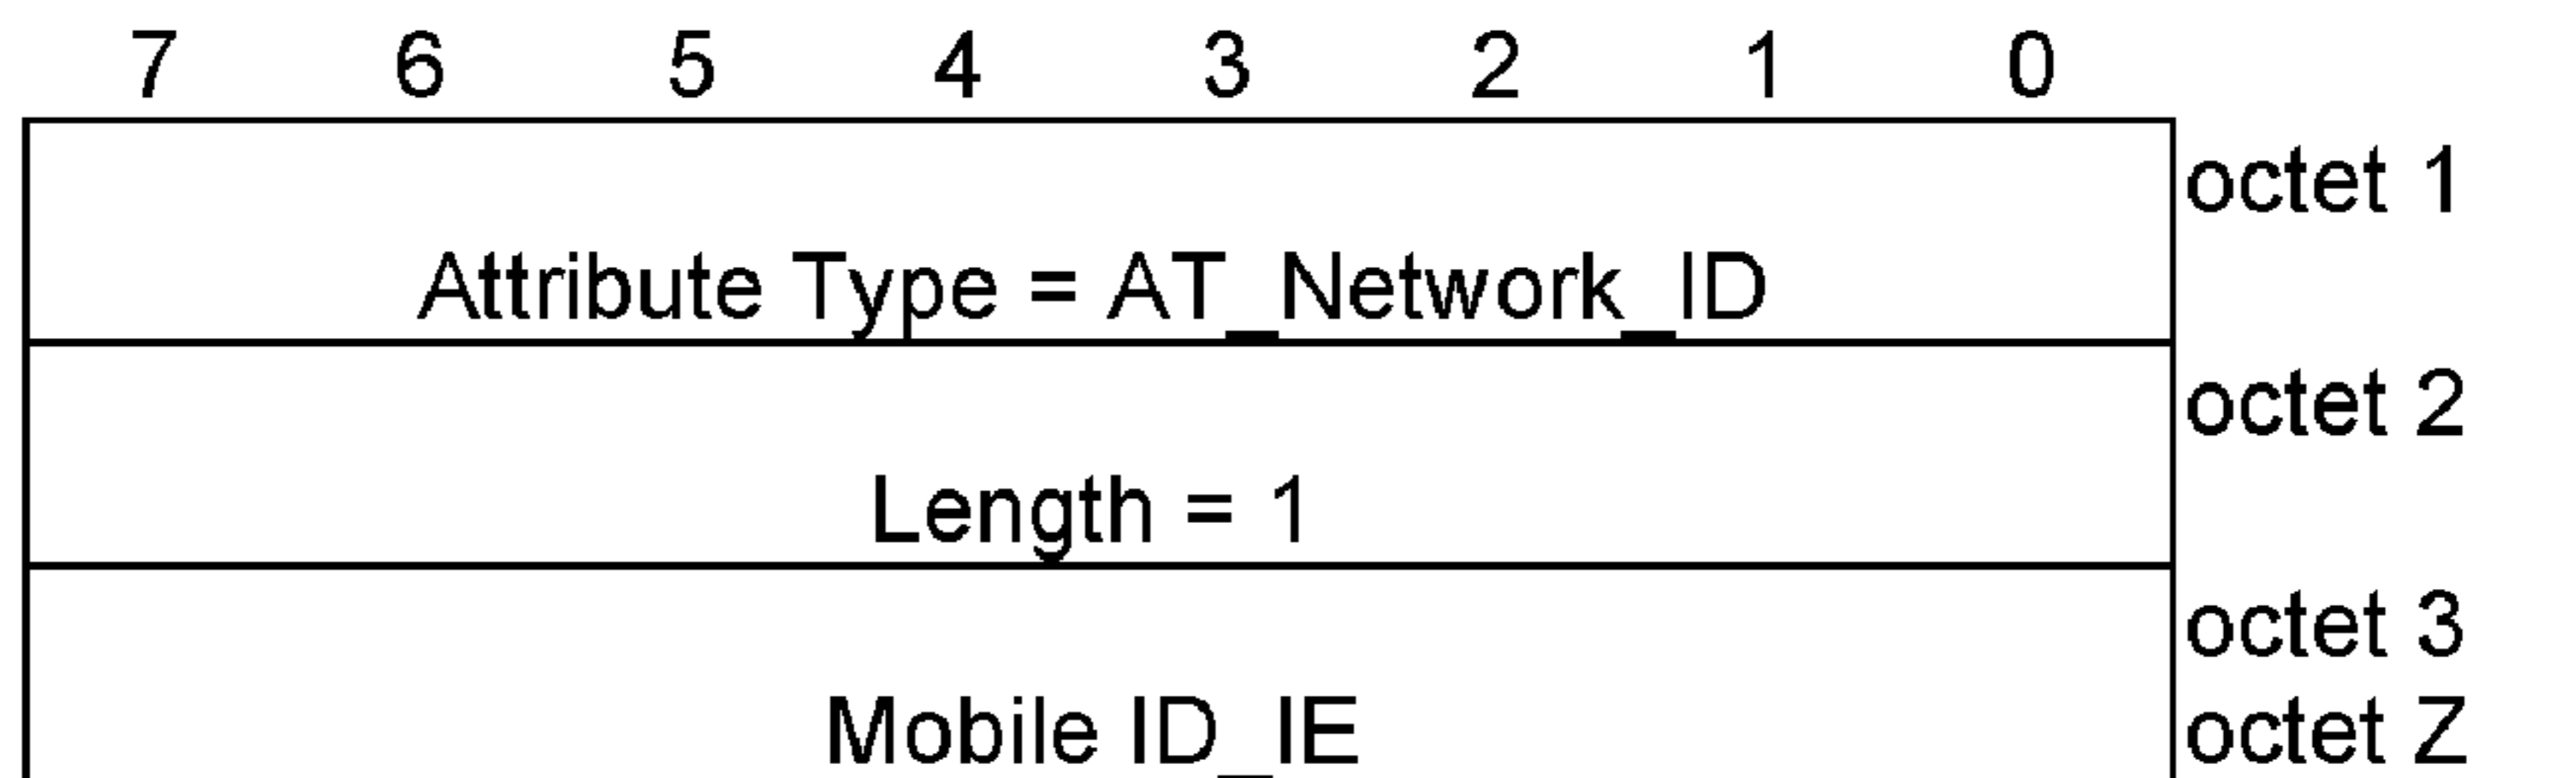 7 6 5 4 3 2 1 0
octet 1
Attribute Type = AT_Network_ID
octet 2
Length = 1
octet 3
Mobile ID_IE octet Z